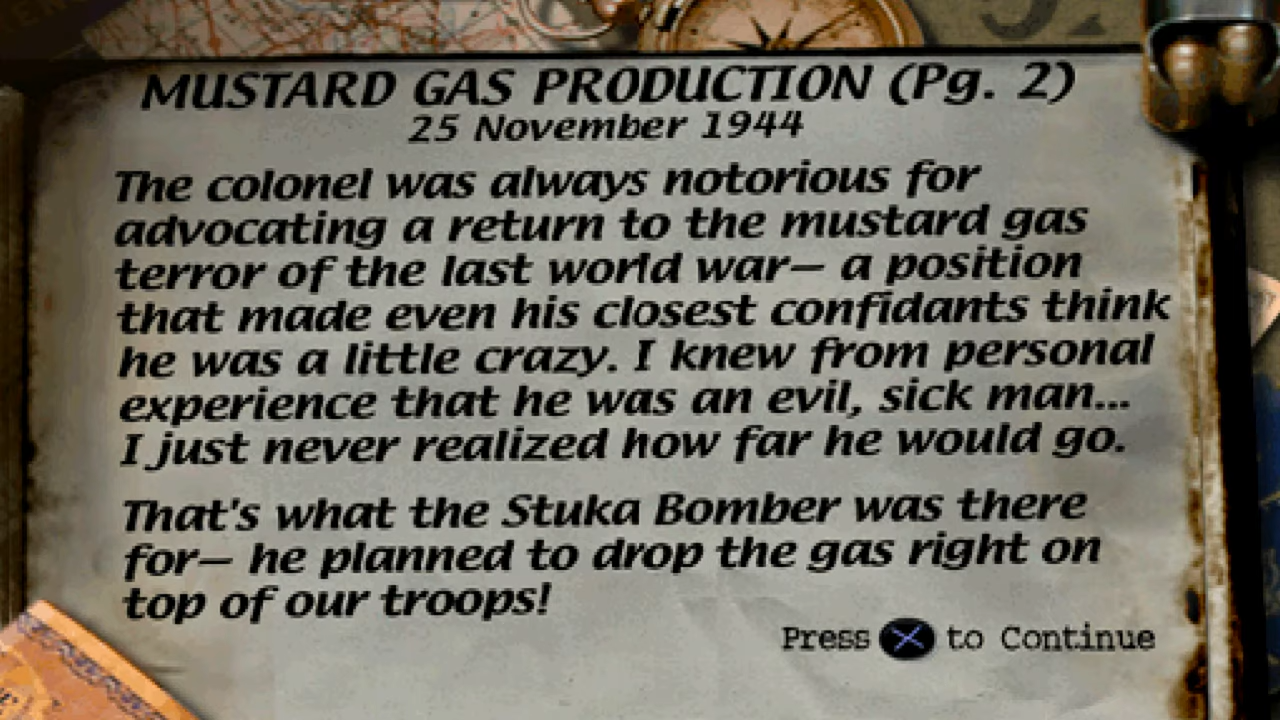 MUSTARD GAS PRODUCTION (Pg. 2)
25 November 1944
The colonel was always notorious for
advocating a return to the mustard gas
terror of the last world war— a position
that made even his closest confidants think
he was a little crazy. I knew from personal
experience that he was an evil, sick man...
I just never realized how far he would go.
That's what the Stuka Bomber was there
for— he planned to drop the gas right on
top of our troops!
Press X to Continue